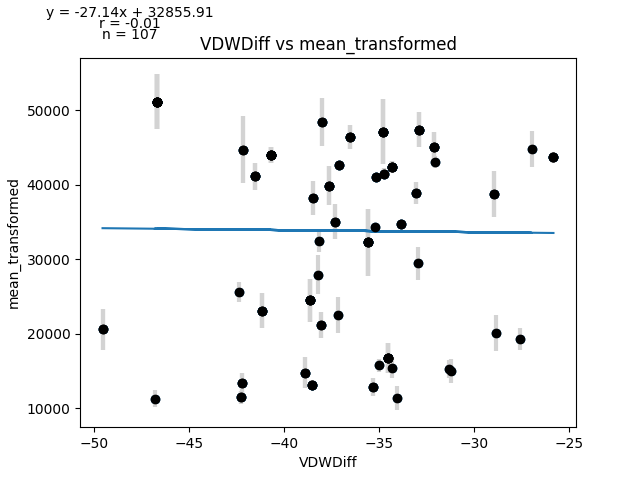 y = -27.14x + 32855.91
r = -0.01
n = 107
VDWDiff vs mean_transformed
mean_transformed
50000
40000
30000
20000
10000
−50
−45
−40
−35
−30
−25
VDWDiff